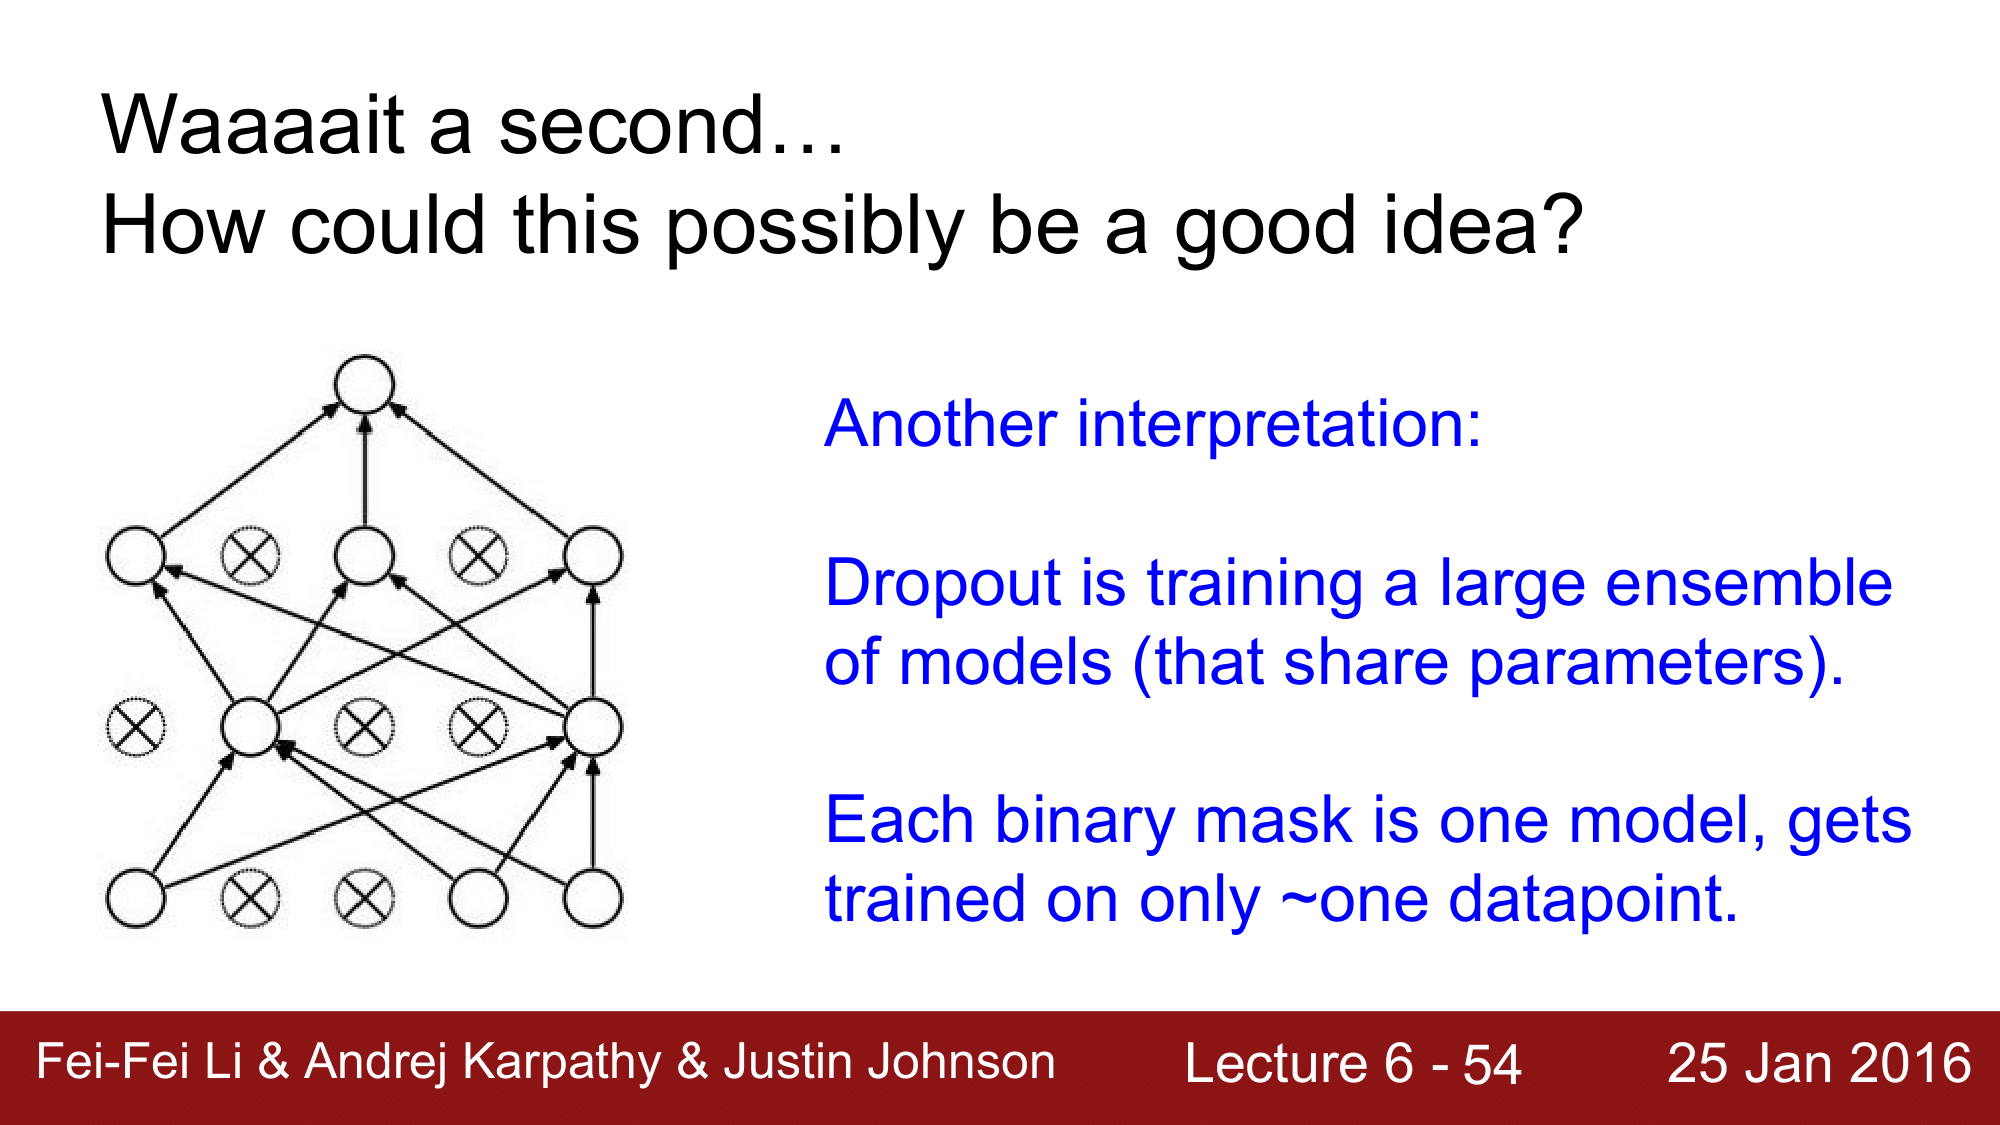 Waaaait a second…
How could this possibly be a good idea?
Another interpretation:
Dropout is training a large ensemble
of models (that share parameters).
Each binary mask is one model, gets
trained on only ~one datapoint.
Fei-Fei Li & Andrej Karpathy & Justin Johnson
Lecture 6 - 54
25 Jan 2016